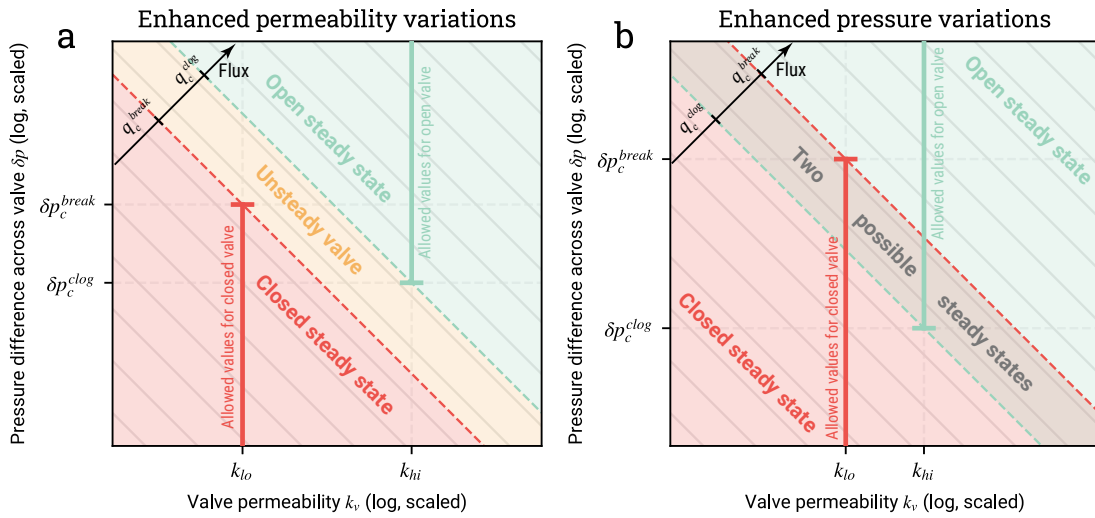 Enhanced permeability variations
a
Pressure difference across valve δp (log, scaled)
q_c^break
q_c^clog
Flux
Open steady state
Unsteady valve
Closed steady state
Allowed values for closed valve
Allowed values for open valve
δp_c^break
δp_c^clog
k_lo
k_hi
Valve permeability k_v (log, scaled)
Enhanced pressure variations
b
Pressure difference across valve δp (log, scaled)
q_c^clog
q_c^break
Flux
Open steady state
Two possible steady states
Closed steady state
Allowed values for closed valve
Allowed values for open valve
δp_c^break
δp_c^clog
k_lo
k_hi
Valve permeability k_v (log, scaled)